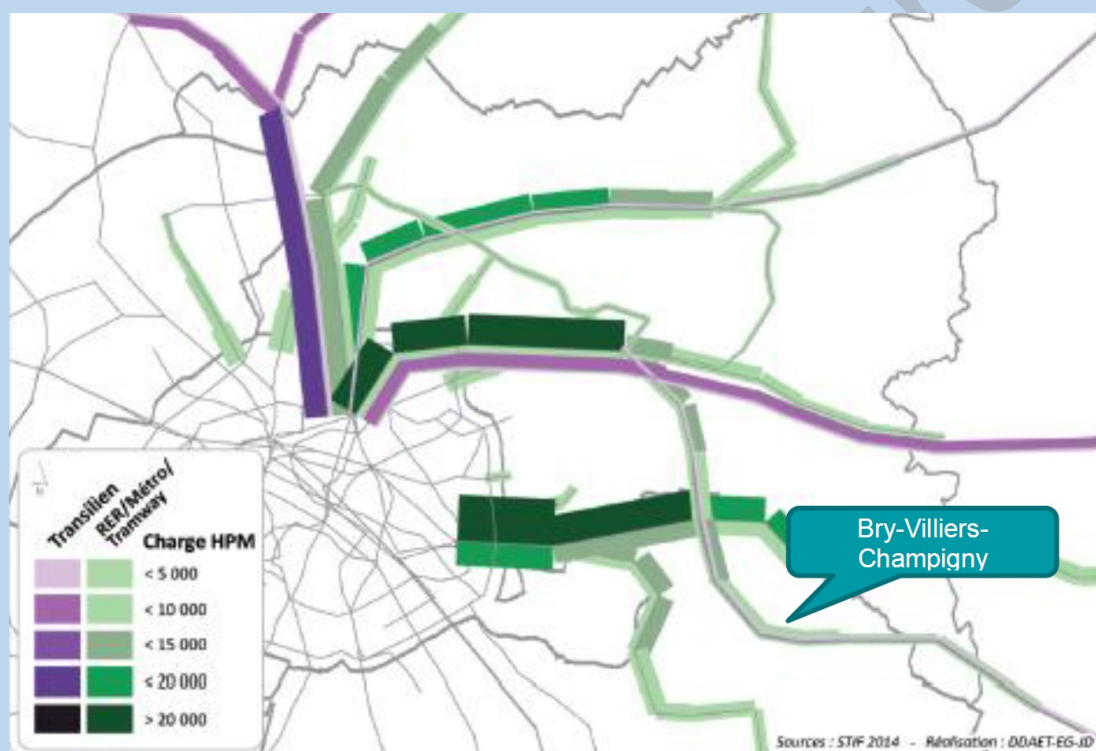 Bry-Villiers-
Champigny
Transilien
RER/Métro/
Tramway
Charge HPM
< 5 000
< 10 000
< 15 000
≤ 20 000
> 20 000
Sources : STIF 2014 - Réalisation : DDAET-EG-JD